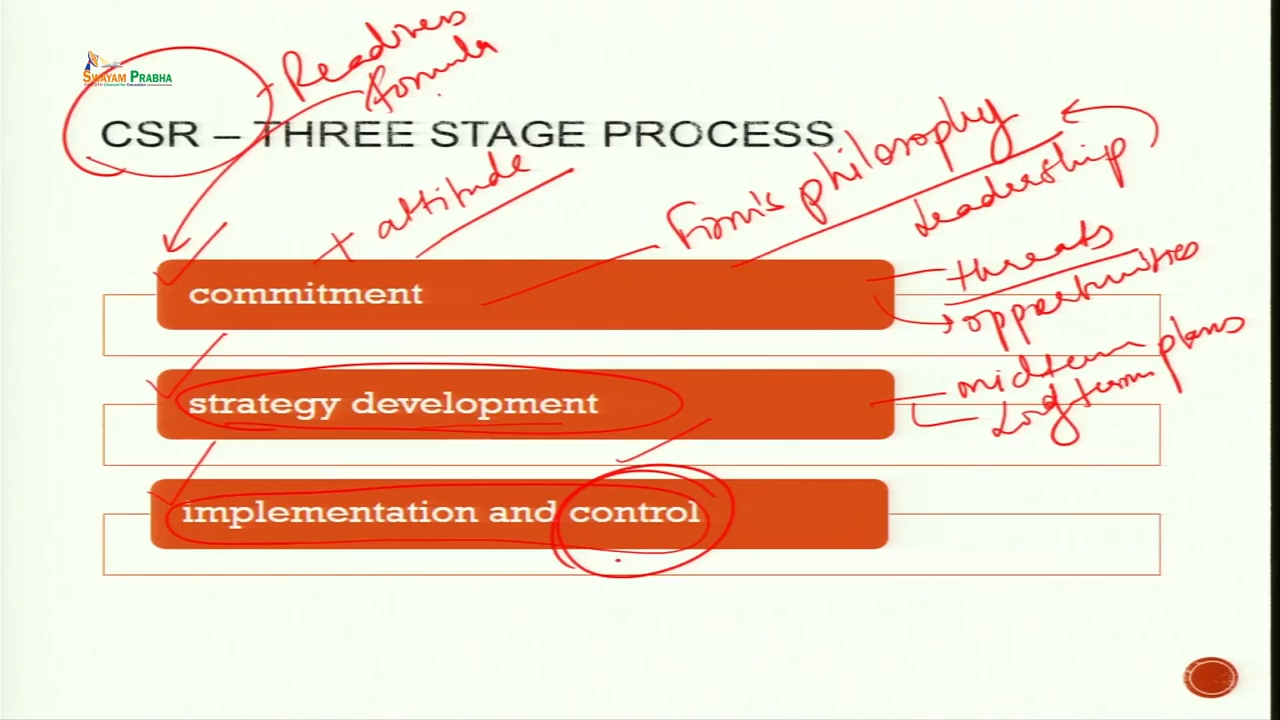 Readiness
formula
SWAYAM PRABHA
CSR – THREE STAGE PROCESS
+ attitude
Firm's philosophy
Leadership
commitment
threats
opportunities
strategy development
midterm plans
Long term
implementation and control